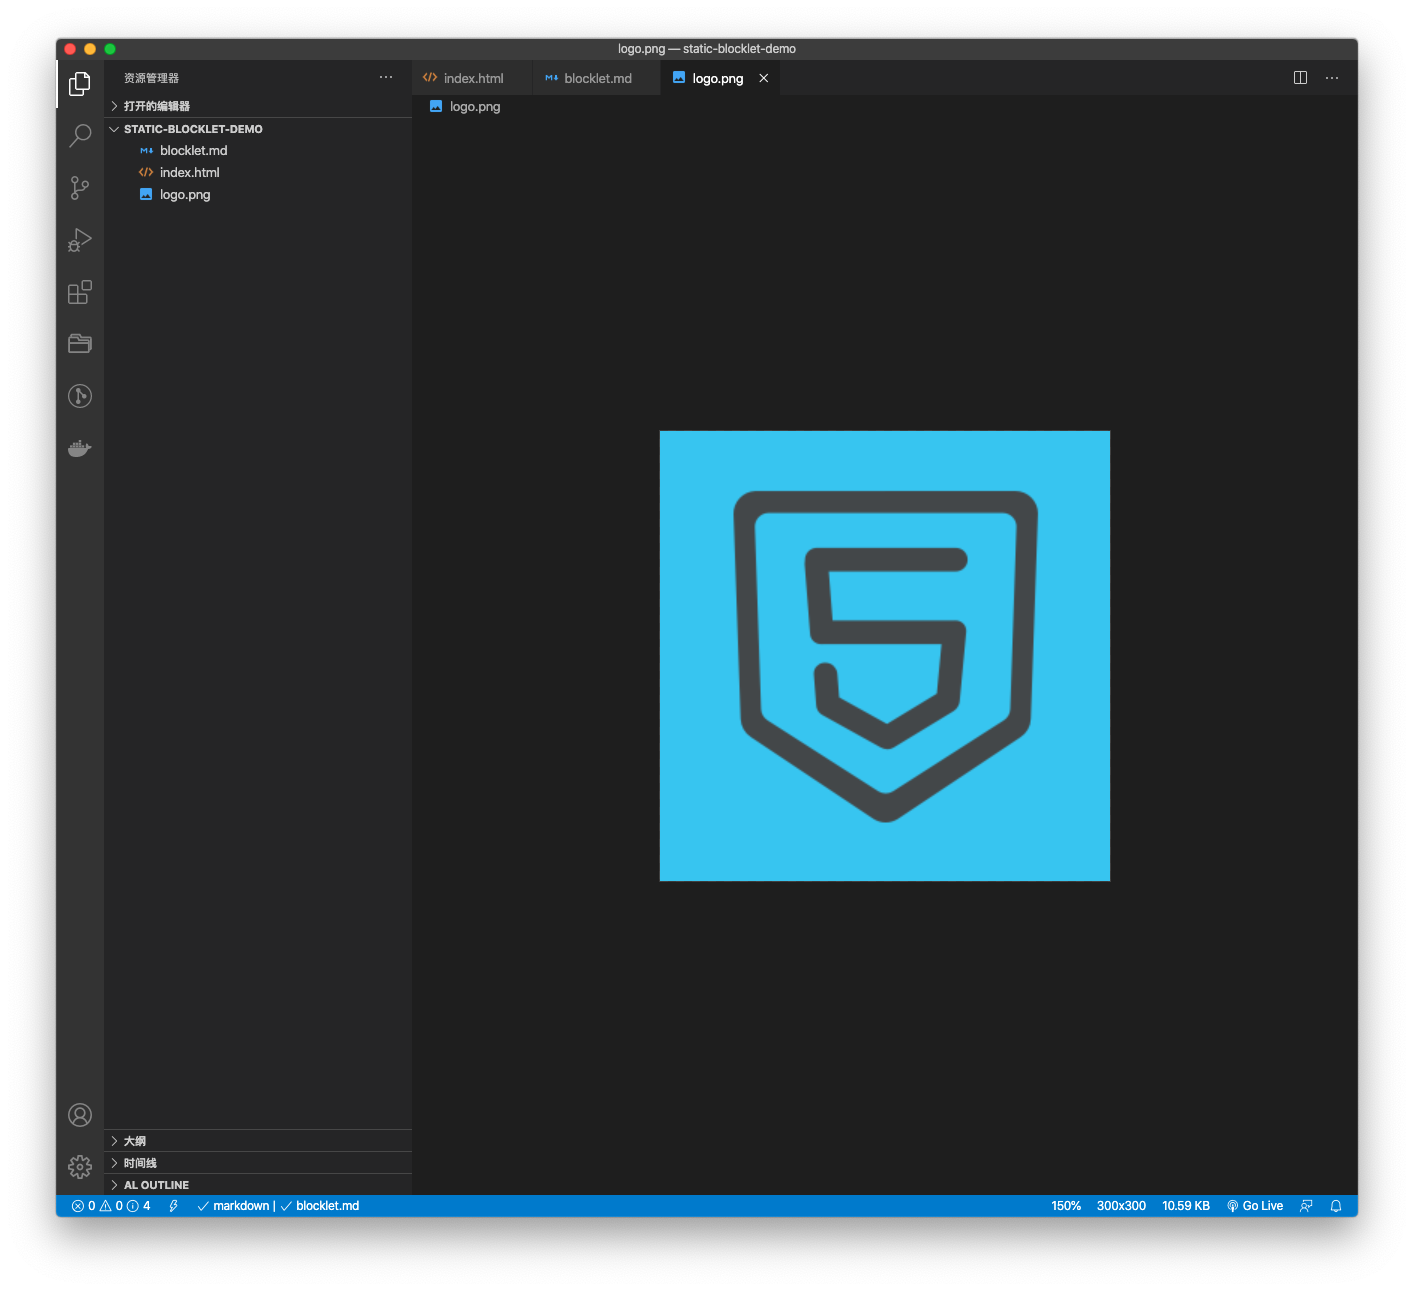 logo.png — static-blocklet-demo
资源管理器
打开的编辑器
STATIC-BLOCKLET-DEMO
blocklet.md
index.html
logo.png
index.html
blocklet.md
logo.png
logo.png
5
大纲
时间线
AL OUTLINE
0 0 4 markdown | blocklet.md 150% 300x300 10.59 KB Go Live